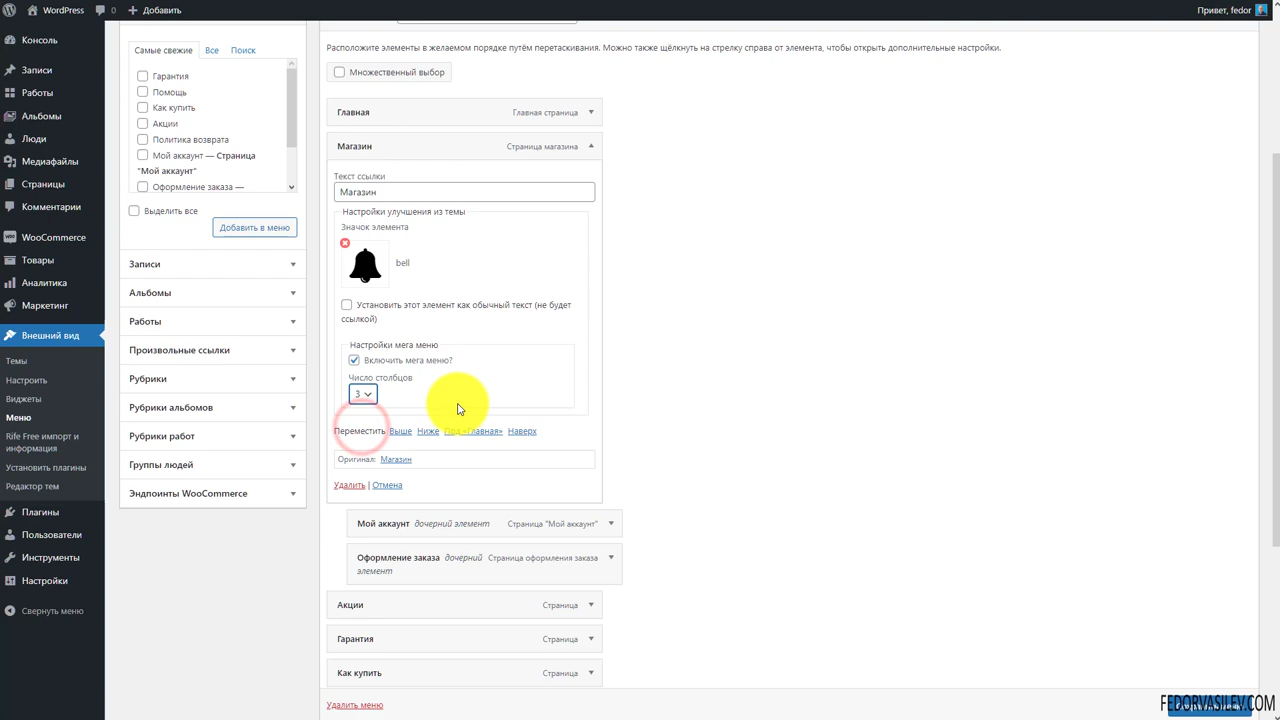 WordPress 0 Добавить
Привет, fedor
Консоль
Записи
Работы
Альбомы
Люди
Медиафайлы
Страницы
Комментарии
WooCommerce
Товары
Аналитика
Маркетинг
Внешний вид
Темы
Настроить
Виджеты
Меню
Rife Free импорт и
информация
Установить плагины
Редактор тем
Плагины
Пользователи
Инструменты
Настройки
Свернуть меню
Самые свежие Все Поиск
Гарантия
Помощь
Как купить
Акции
Политика возврата
Мой аккаунт — Страница
"Мой аккаунт"
Оформление заказа —
Выделить все
Добавить в меню
Записи
Альбомы
Работы
Произвольные ссылки
Рубрики
Рубрики альбомов
Рубрики работ
Группы людей
Эндпоинты WooCommerce
Расположите элементы в желаемом порядке путём перетаскивания. Можно также щёлкнуть на стрелку справа от элемента, чтобы открыть дополнительные настройки.
Множественный выбор
Главная Главная страница
Магазин Страница магазина
Текст ссылки
Магазин
Настройки улучшения из темы
Значок элемента
bell
Установить этот элемент как обычный текст (не будет
ссылкой)
Настройки мега меню
Включить мега меню?
Число столбцов
3
Переместить Выше Ниже Под «Главная» Наверх
Оригинал: Магазин
Удалить | Отмена
Мой аккаунт дочерний элемент Страница "Мой аккаунт"
Оформление заказа дочерний Страница оформления заказа
элемент
Акции Страница
Гарантия Страница
Как купить Страница
Удалить меню
FEDORVASILEV.COM